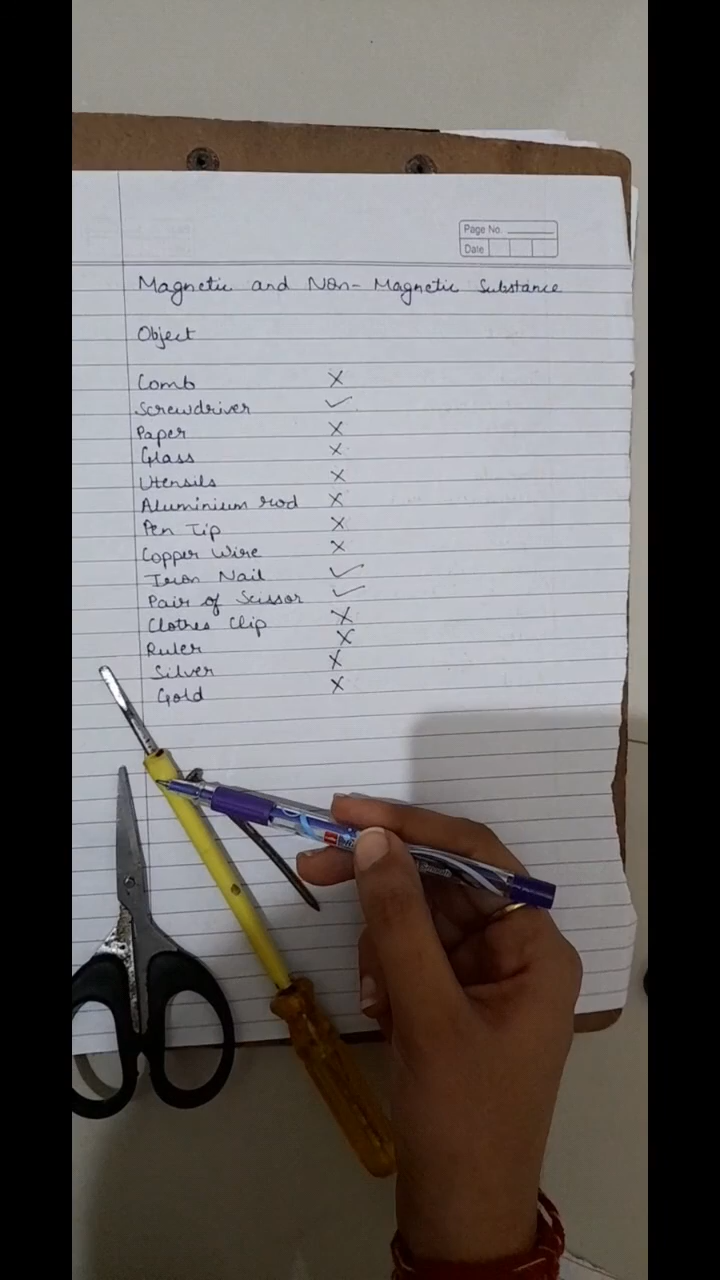 Page No.
Date
Magnetic and Non-Magnetic Substance
Object
Comb X
Screwdriver ✓
Paper X
Glass X
Utensils X
Aluminium rod X
Pen Tip X
Copper Wire X
Iron Nail ✓
Pair of Scissor ✓
Clothes Clip X
Ruler X
Silver X
Gold X